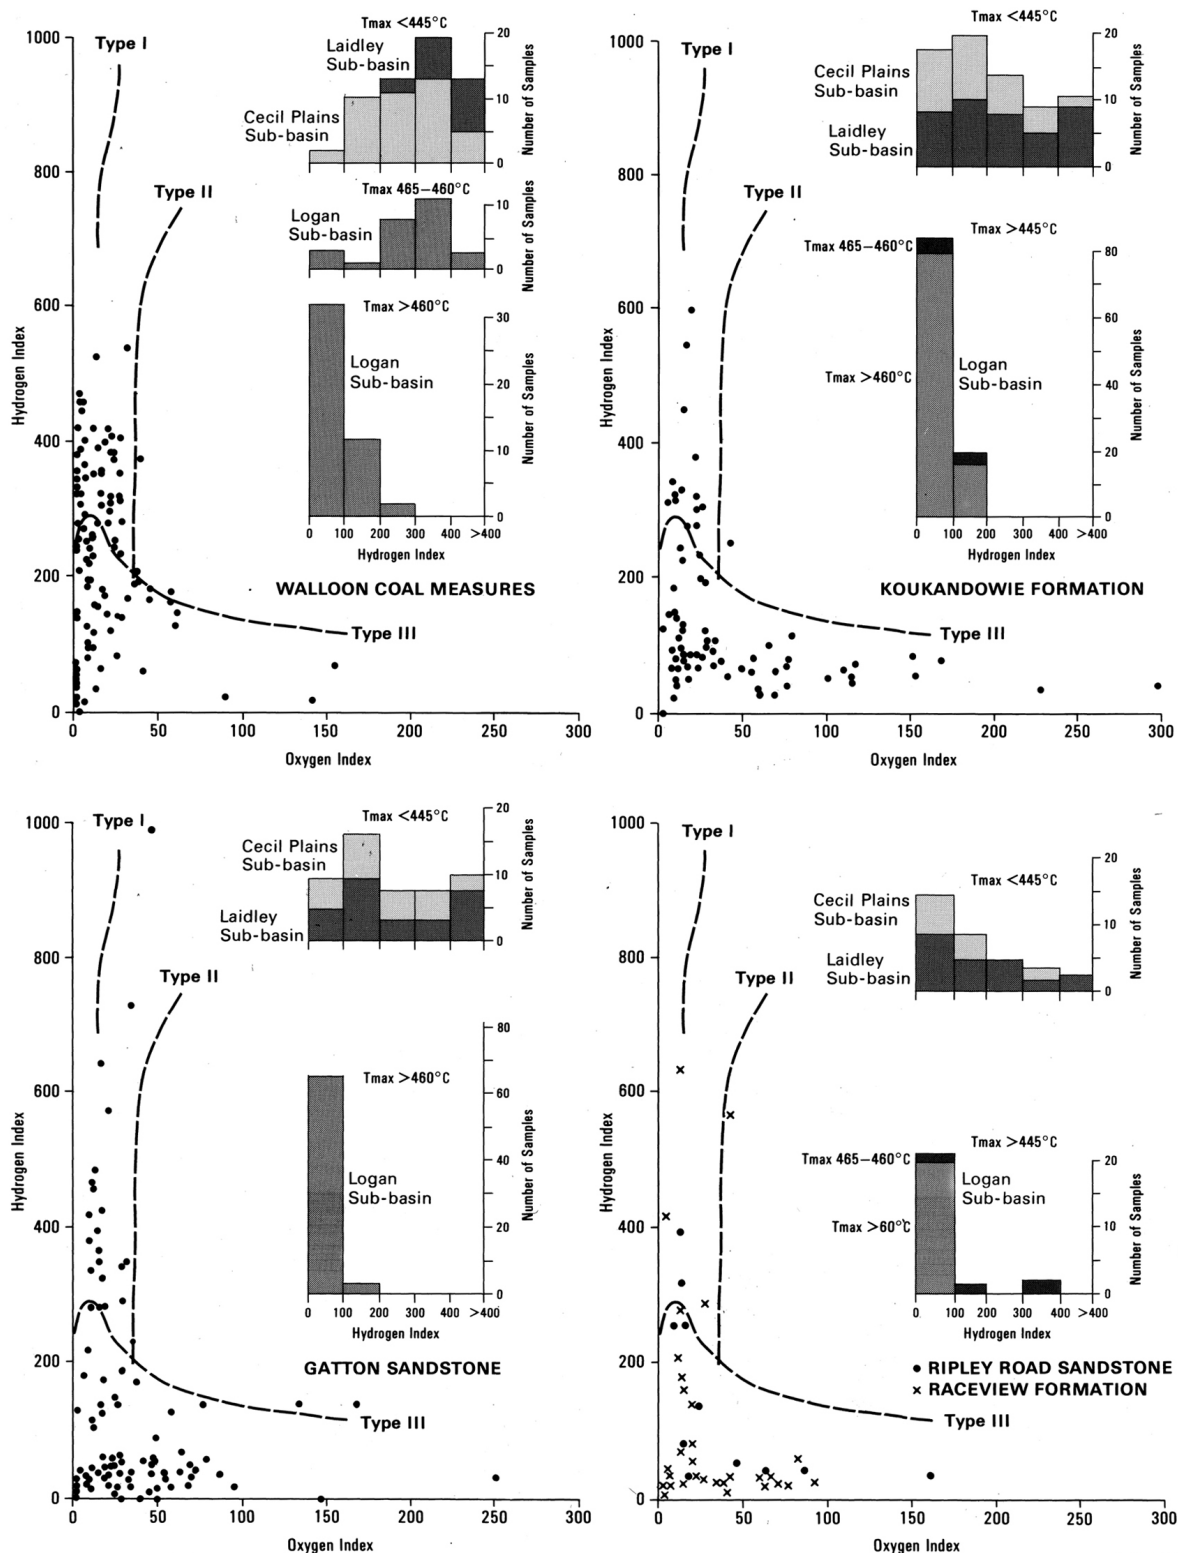 Tmax <445°C
1000
Type I
Laidley
Sub-basin
20
10
0
Number of Samples
Cecil Plains
Sub-basin
800
Type II
Tmax 465–460°C
Logan
Sub-basin
10
0
Number of Samples
600
Tmax >460°C
30
20
10
0
Number of Samples
Logan
Sub-basin
Hydrogen Index
400
0 100 200 300 400 >400
Hydrogen Index
200
WALLOON COAL MEASURES
Type III
0
0 50 100 150 200 250 300
Oxygen Index
Tmax <445°C
1000
Type I
20
10
0
Number of Samples
Cecil Plains
Sub-basin
Laidley
Sub-basin
800
Type II
Tmax >445°C
Tmax 465–460°C
80
60
40
20
0
Number of Samples
600
Tmax >460°C
Logan
Sub-basin
Hydrogen Index
400
0 100 200 300 400 >400
Hydrogen Index
200
KOUKANDOWIE FORMATION
Type III
0
0 50 100 150 200 250 300
Oxygen Index
1000
Type I
Tmax <445°C
20
10
0
Number of Samples
Cecil Plains
Sub-basin
Laidley
Sub-basin
800
Type II
80
60
40
20
0
Number of Samples
Tmax >460°C
600
Logan
Sub-basin
Hydrogen Index
400
0 100 200 300 400 >400
Hydrogen Index
200
GATTON SANDSTONE
Type III
0
0 50 100 150 200 250 300
Oxygen Index
1000
Type I
20
10
0
Number of Samples
Tmax <445°C
Cecil Plains
Sub-basin
Laidley
Sub-basin
800
Type II
600
Tmax >445°C
Tmax 465–460°C
20
10
0
Number of Samples
Logan
Sub-basin
Tmax >60°C
Hydrogen Index
400
0 100 200 300 400 >400
Hydrogen Index
200
RIPLEY ROAD SANDSTONE
RACEVIEW FORMATION
Type III
0
0 50 100 150 200 250 300
Oxygen Index